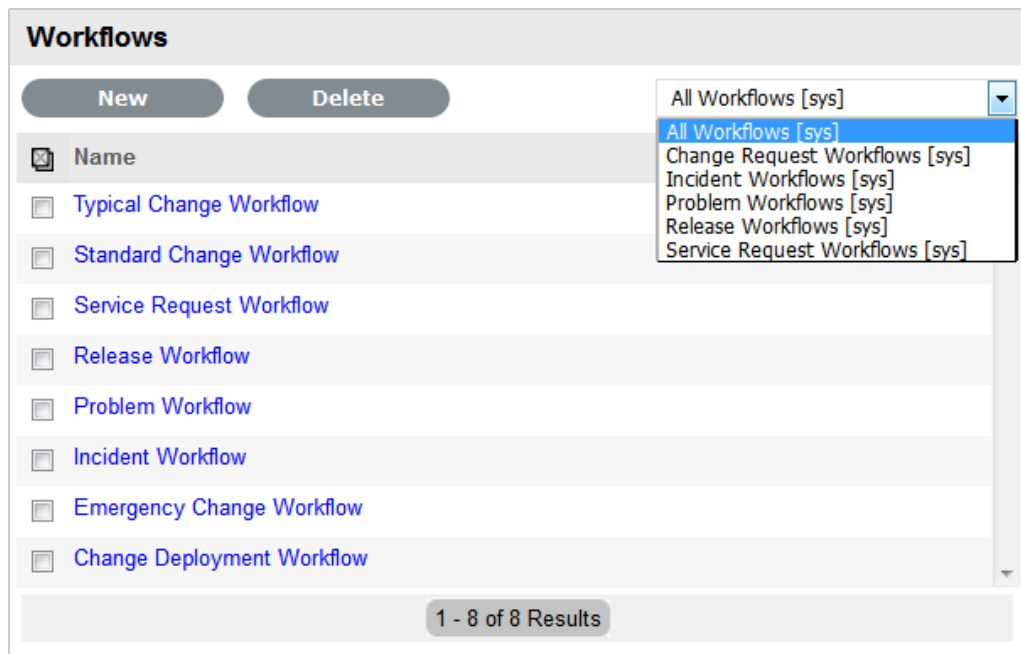 Workflows
New
Delete
All Workflows [sys]
All Workflows [sys]
Change Request Workflows [sys]
Incident Workflows [sys]
Problem Workflows [sys]
Release Workflows [sys]
Service Request Workflows [sys]
Name
Typical Change Workflow
Standard Change Workflow
Service Request Workflow
Release Workflow
Problem Workflow
Incident Workflow
Emergency Change Workflow
Change Deployment Workflow
1 - 8 of 8 Results